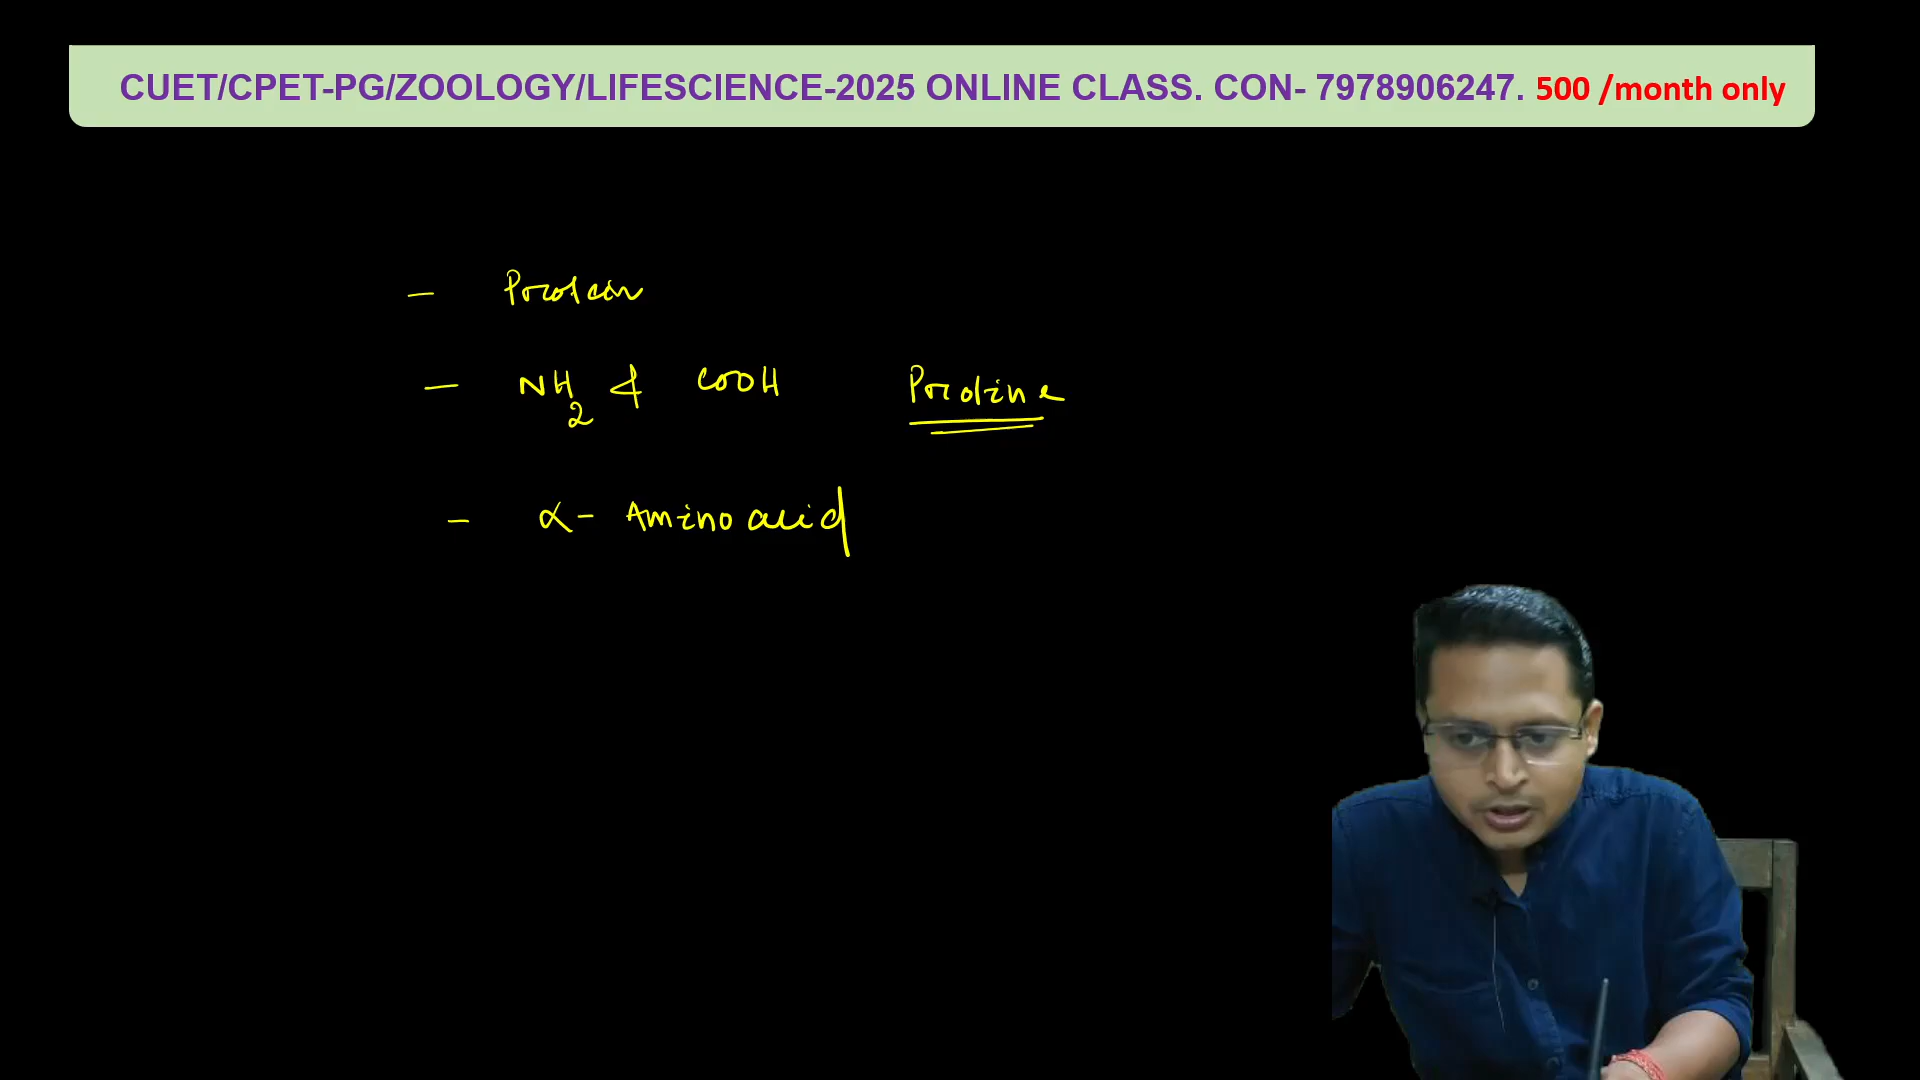 CUET/CPET-PG/ZOOLOGY/LIFESCIENCE-2025 ONLINE CLASS. CON- 7978906247. 500 /month only
- Protein
- NH2 & COOH Proline
- α- Amino acid